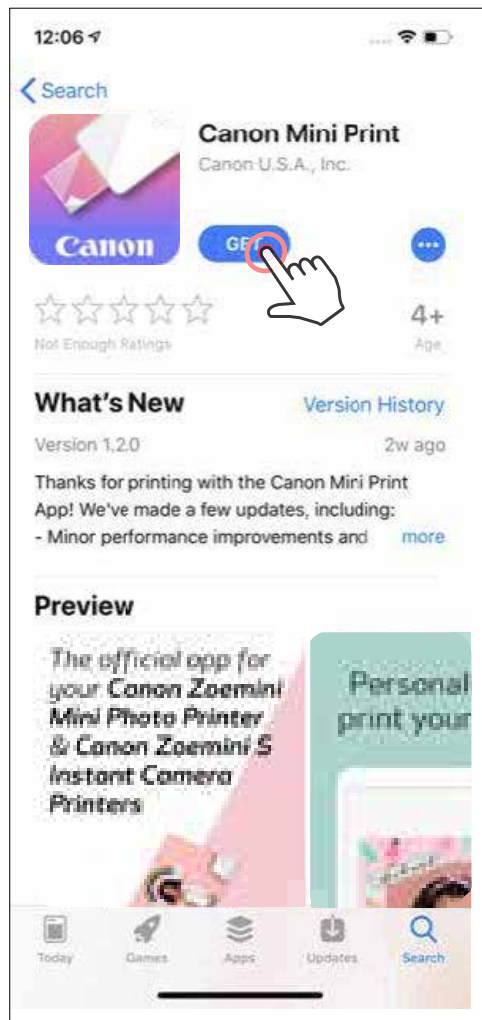 12:06
Search
Canon Mini Print
Canon U.S.A., Inc.
Canon
GET
4+
Not Enough Ratings
Age
What's New
Version History
Version 1.2.0
2w ago
Thanks for printing with the Canon Mini Print
App! We've made a few updates, including:
- Minor performance improvements and
more
Preview
The official app for
your Canon Zoemini
Mini Photo Printer
& Canon Zoemini S
Instant Camera
Printers
Personal
print your
Today
Games
Apps
Updates
Search